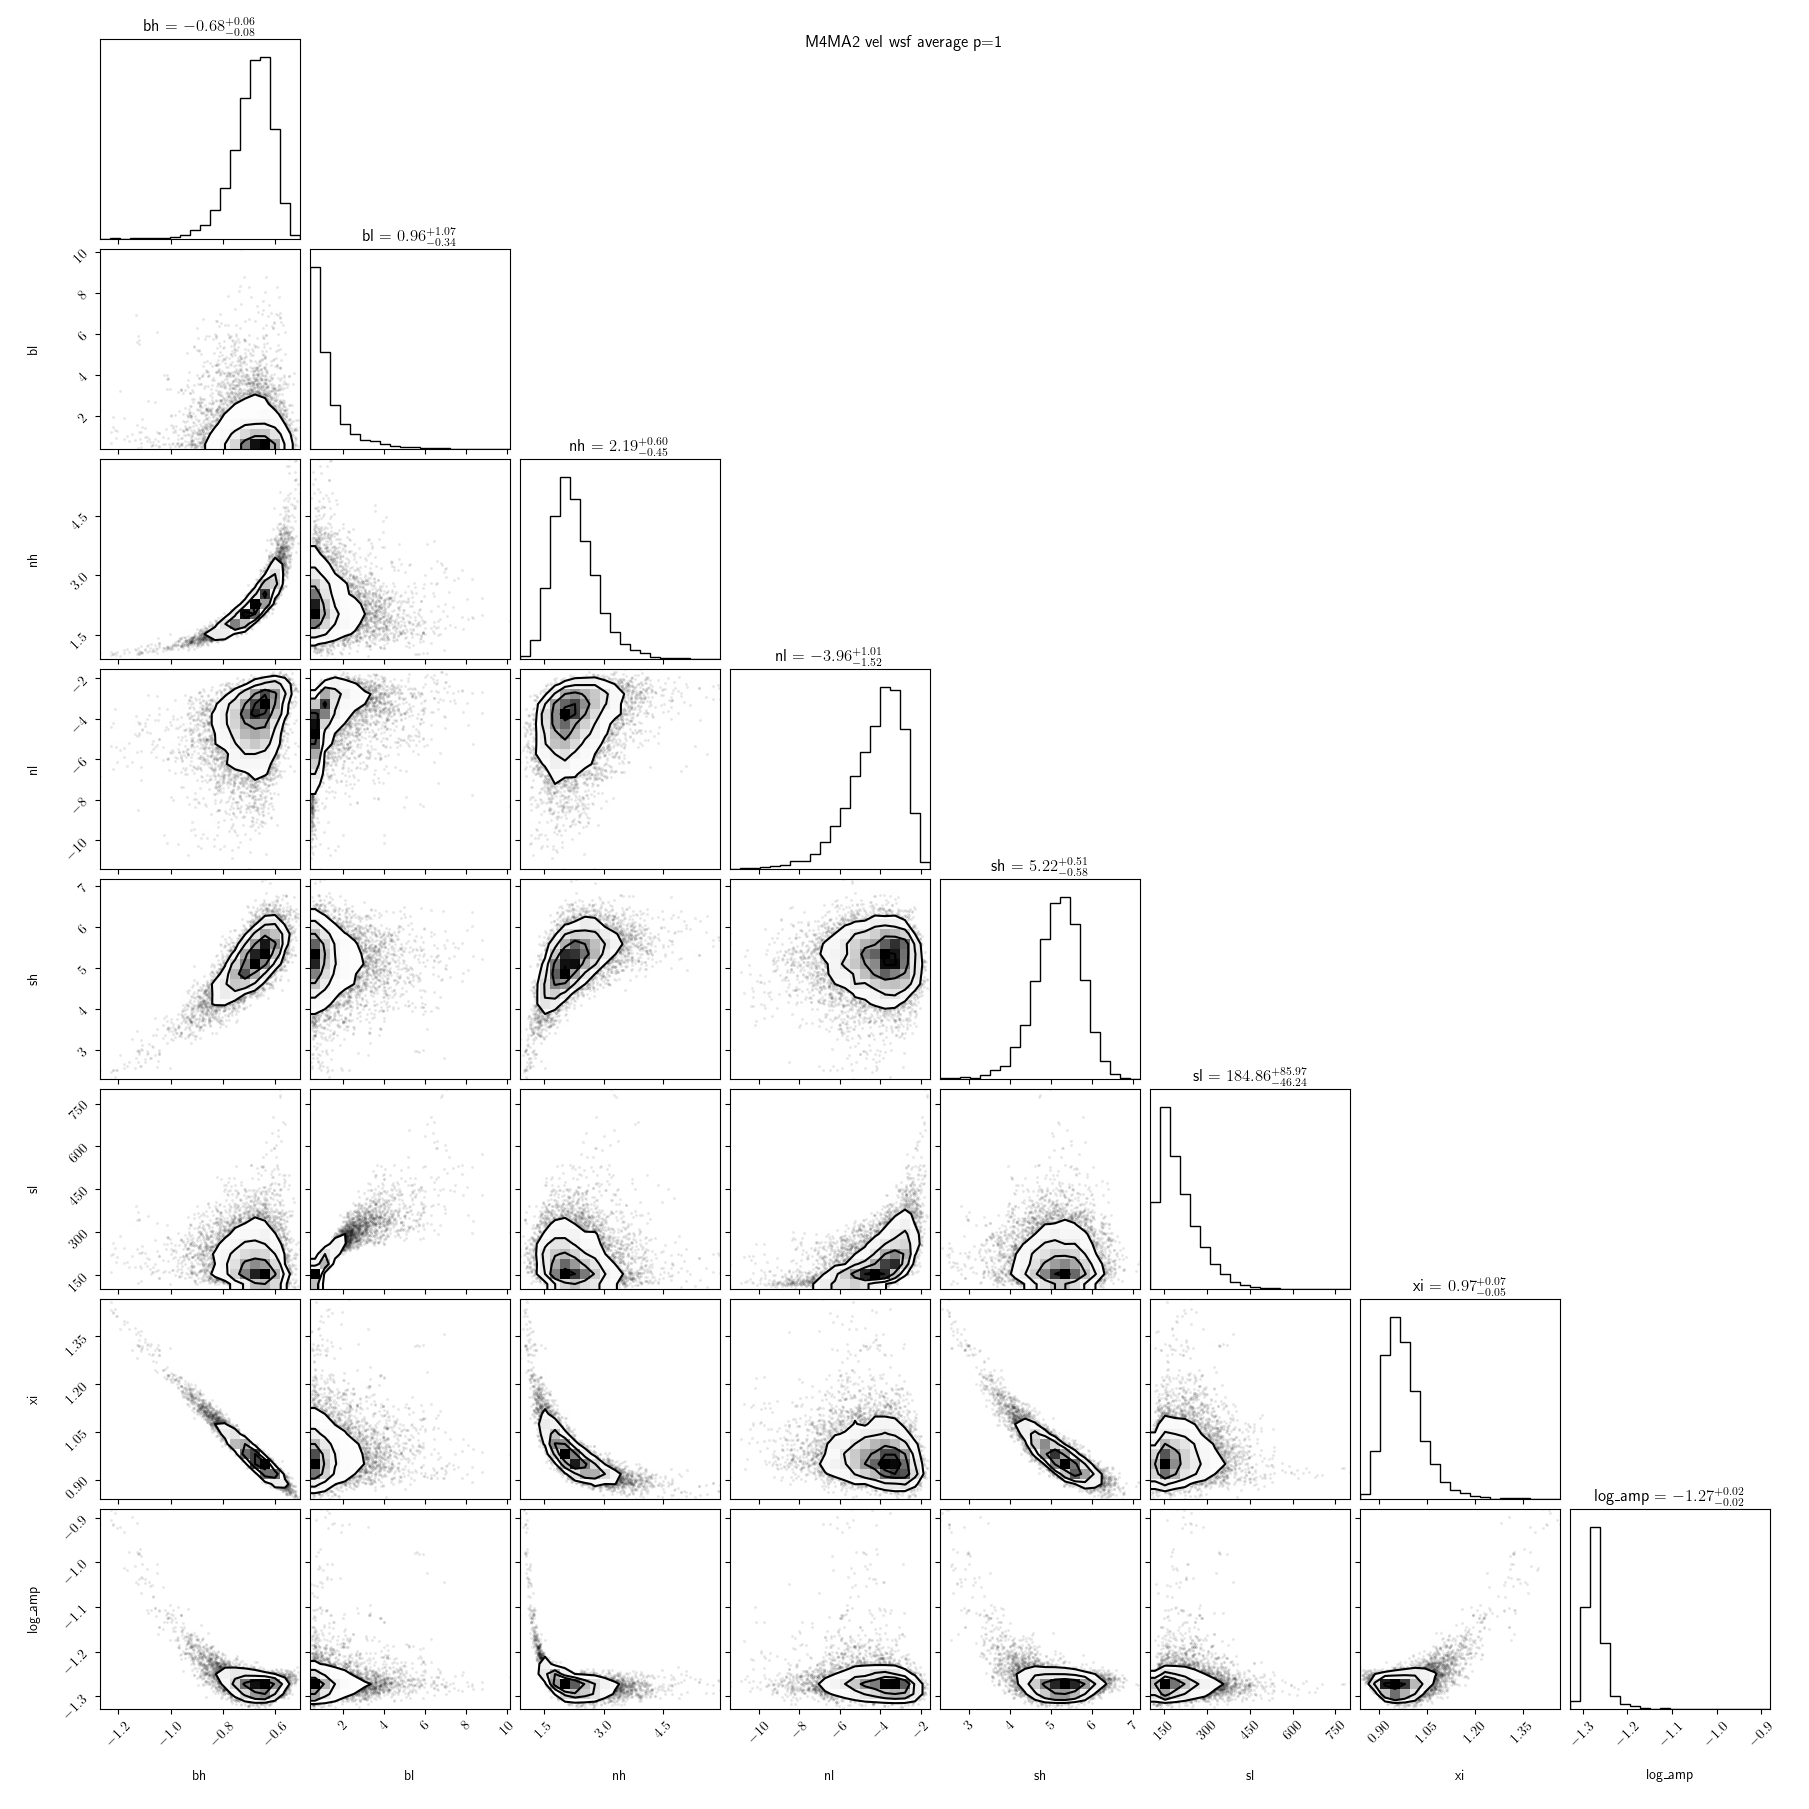 M4MA2 vel wsf average p=1
bh = −0.68+0.06−0.08
bl = 0.96+1.07−0.34
10
8
6
4
2
bl
nh = 2.19+0.60−0.45
4.5
3.0
1.5
nh
nl = −3.96+1.01−1.52
−2
−4
−6
−8
−10
nl
sh = 5.22+0.51−0.58
7
6
5
4
3
sh
sl = 184.86+85.97−46.24
750
600
450
300
150
sl
xi = 0.97+0.07−0.05
1.35
1.20
1.05
0.90
xi
log_amp = −1.27+0.02−0.02
−0.9
−1.0
−1.1
−1.2
−1.3
log_amp
−1.2 −1.0 −0.8 −0.6 2 4 6 8 10 1.5 3.0 4.5 −10 −8 −6 −4 −2 3 4 5 6 7 150 300 450 600 750 0.90 1.05 1.20 1.35 −1.3 −1.2 −1.1 −1.0 −0.9
bh bl nh nl sh sl xi log_amp